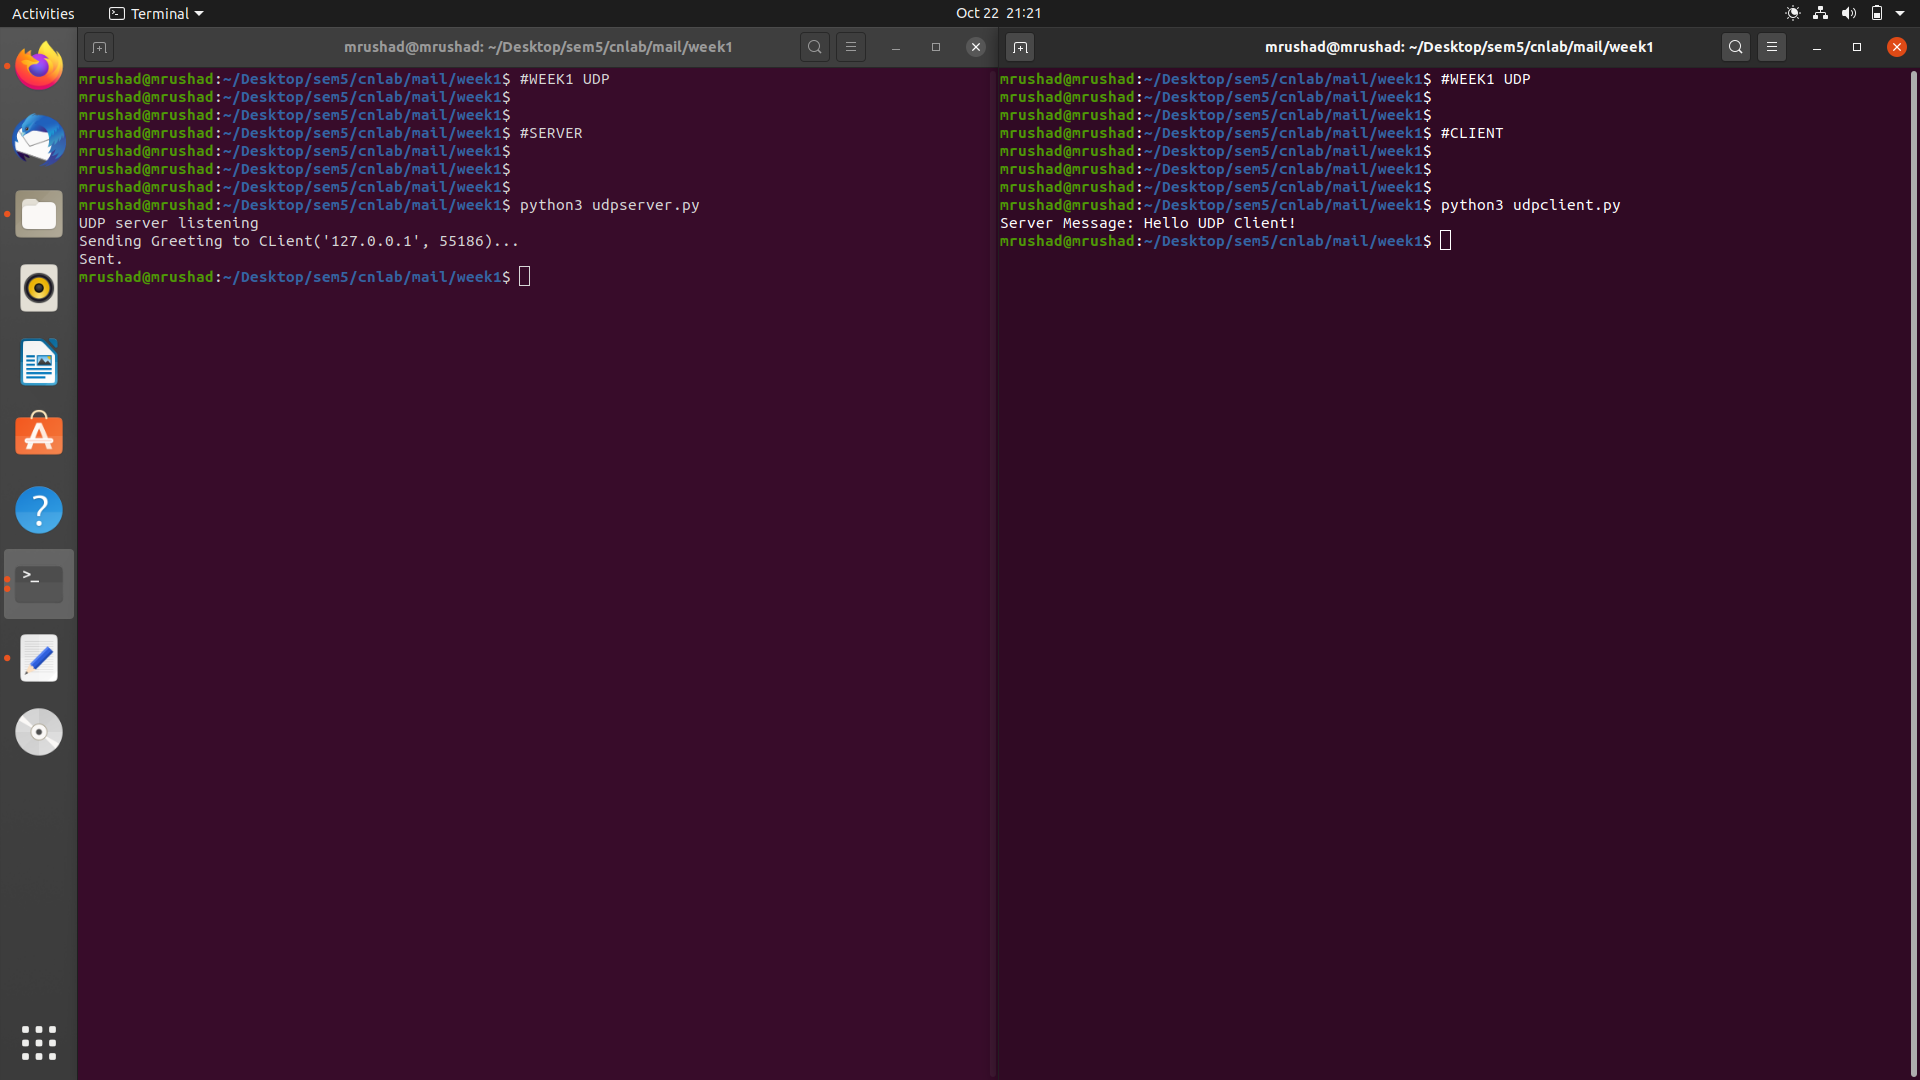 Activities
Terminal
Oct 22 21:21
mrushad@mrushad: ~/Desktop/sem5/cnlab/mail/week1
mrushad@mrushad:~/Desktop/sem5/cnlab/mail/week1$ #WEEK1 UDP
mrushad@mrushad:~/Desktop/sem5/cnlab/mail/week1$
mrushad@mrushad:~/Desktop/sem5/cnlab/mail/week1$
mrushad@mrushad:~/Desktop/sem5/cnlab/mail/week1$ #SERVER
mrushad@mrushad:~/Desktop/sem5/cnlab/mail/week1$
mrushad@mrushad:~/Desktop/sem5/cnlab/mail/week1$
mrushad@mrushad:~/Desktop/sem5/cnlab/mail/week1$
mrushad@mrushad:~/Desktop/sem5/cnlab/mail/week1$ python3 udpserver.py
UDP server listening
Sending Greeting to CLient('127.0.0.1', 55186)...
Sent.
mrushad@mrushad:~/Desktop/sem5/cnlab/mail/week1$
mrushad@mrushad: ~/Desktop/sem5/cnlab/mail/week1
mrushad@mrushad:~/Desktop/sem5/cnlab/mail/week1$ #WEEK1 UDP
mrushad@mrushad:~/Desktop/sem5/cnlab/mail/week1$
mrushad@mrushad:~/Desktop/sem5/cnlab/mail/week1$
mrushad@mrushad:~/Desktop/sem5/cnlab/mail/week1$ #CLIENT
mrushad@mrushad:~/Desktop/sem5/cnlab/mail/week1$
mrushad@mrushad:~/Desktop/sem5/cnlab/mail/week1$
mrushad@mrushad:~/Desktop/sem5/cnlab/mail/week1$
mrushad@mrushad:~/Desktop/sem5/cnlab/mail/week1$ python3 udpclient.py
Server Message: Hello UDP Client!
mrushad@mrushad:~/Desktop/sem5/cnlab/mail/week1$